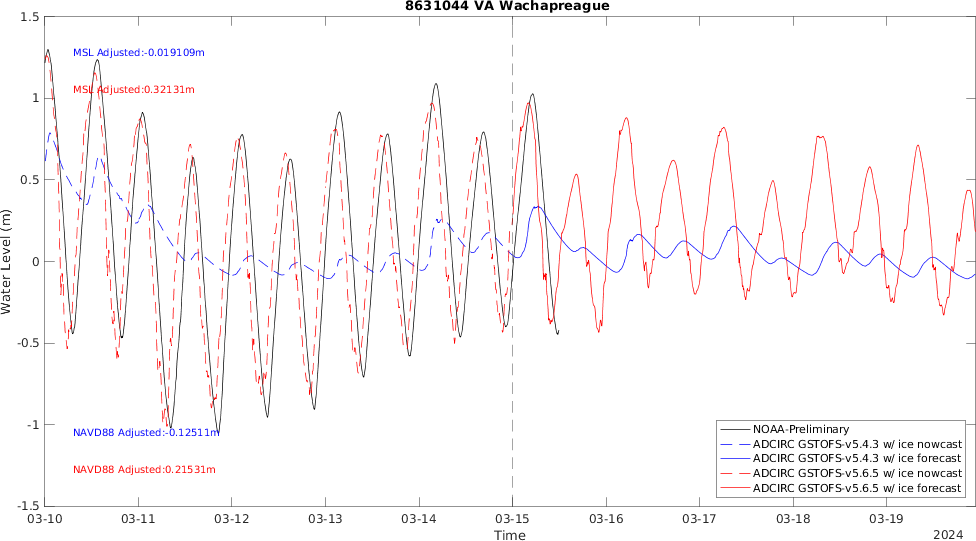 8631044 VA Wachapreague
1.5
1
0.5
0
-0.5
-1
-1.5
Water Level (m)
MSL Adjusted:-0.019109m
MSL Adjusted:0.32131m
NAVD88 Adjusted:-0.12511m
NAVD88 Adjusted:0.21531m
NOAA-Preliminary
ADCIRC GSTOFS-v5.4.3 w/ ice nowcast
ADCIRC GSTOFS-v5.4.3 w/ ice forecast
ADCIRC GSTOFS-v5.6.5 w/ ice nowcast
ADCIRC GSTOFS-v5.6.5 w/ ice forecast
03-10 03-11 03-12 03-13 03-14 03-15 03-16 03-17 03-18 03-19
Time
2024